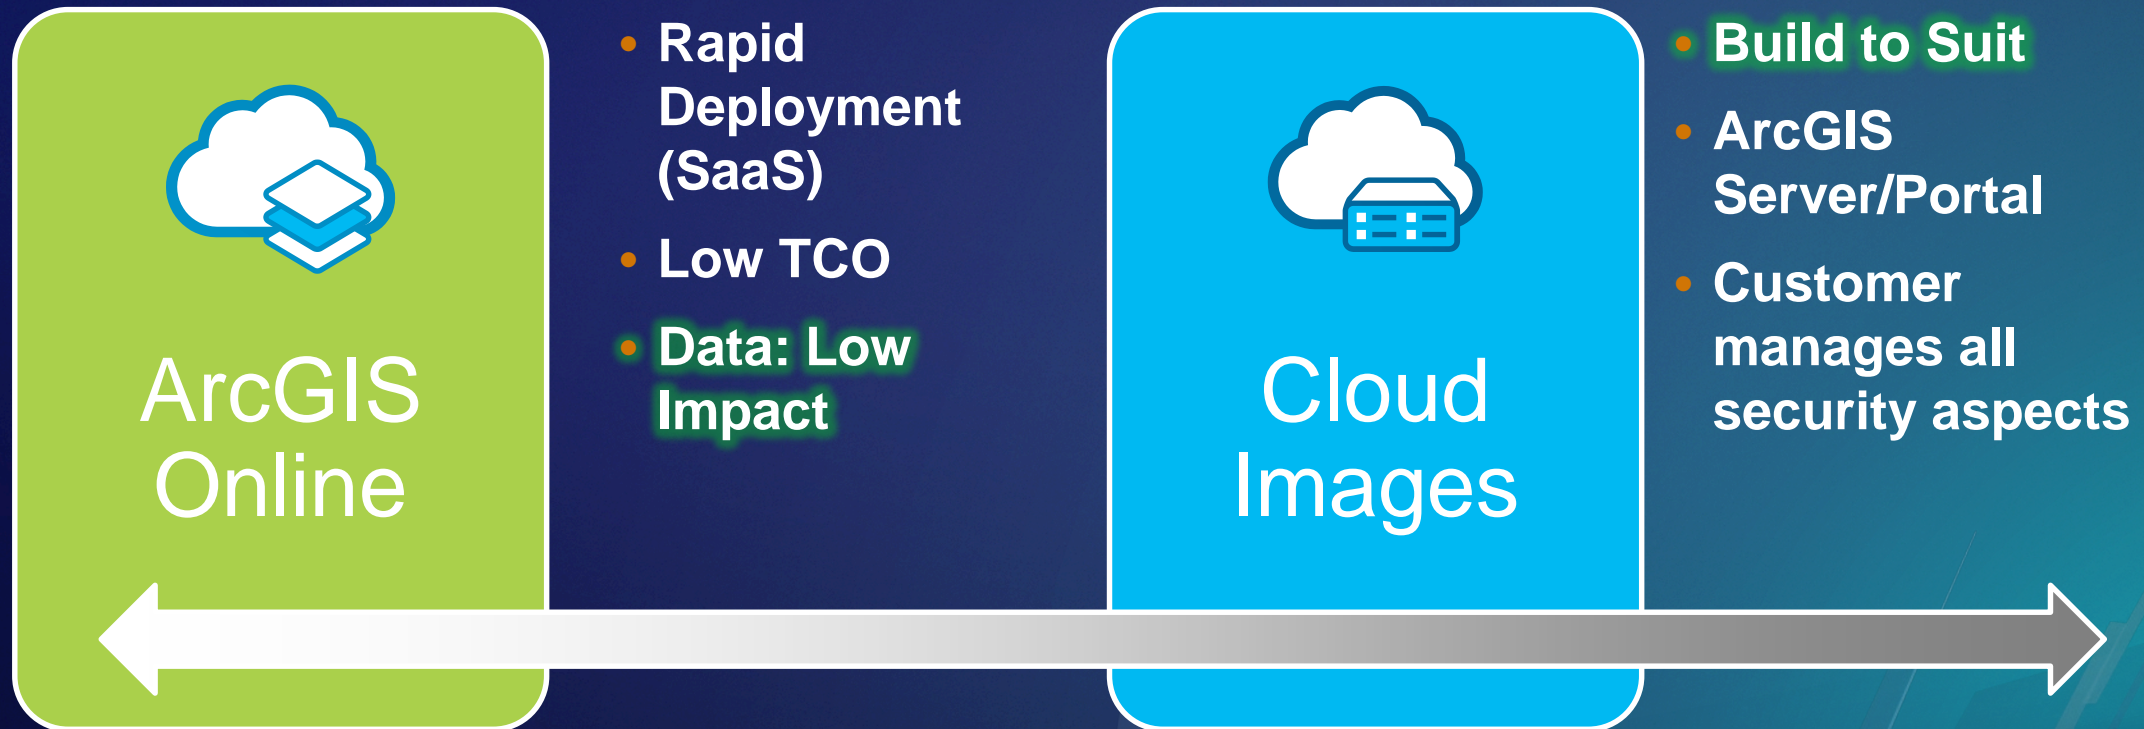 ArcGIS
Online
• Rapid
Deployment
(SaaS)
• Low TCO
• Data: Low
Impact
Cloud
Images
• Build to Suit
• ArcGIS
Server/Portal
• Customer
manages all
security aspects